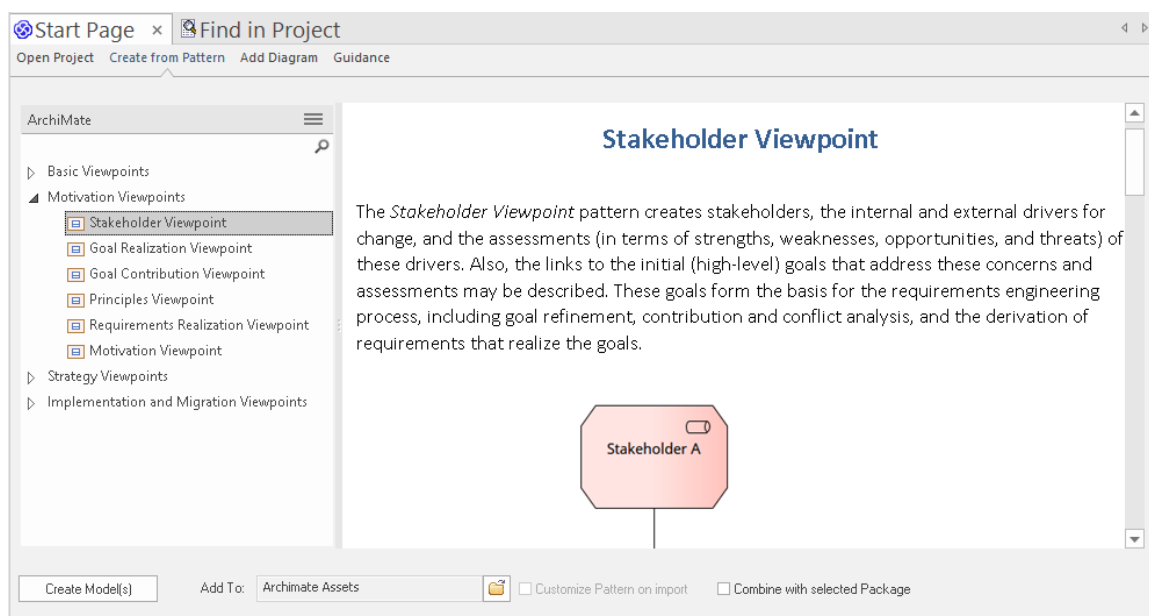 Start Page × Find in Project
Open Project Create from Pattern Add Diagram Guidance
ArchiMate
Basic Viewpoints
Motivation Viewpoints
Stakeholder Viewpoint
Goal Realization Viewpoint
Goal Contribution Viewpoint
Principles Viewpoint
Requirements Realization Viewpoint
Motivation Viewpoint
Strategy Viewpoints
Implementation and Migration Viewpoints
Stakeholder Viewpoint
The Stakeholder Viewpoint pattern creates stakeholders, the internal and external drivers for
change, and the assessments (in terms of strengths, weaknesses, opportunities, and threats) of
these drivers. Also, the links to the initial (high-level) goals that address these concerns and
assessments may be described. These goals form the basis for the requirements engineering
process, including goal refinement, contribution and conflict analysis, and the derivation of
requirements that realize the goals.
Stakeholder A
Create Model(s) Add To: Archimate Assets Customize Pattern on import Combine with selected Package